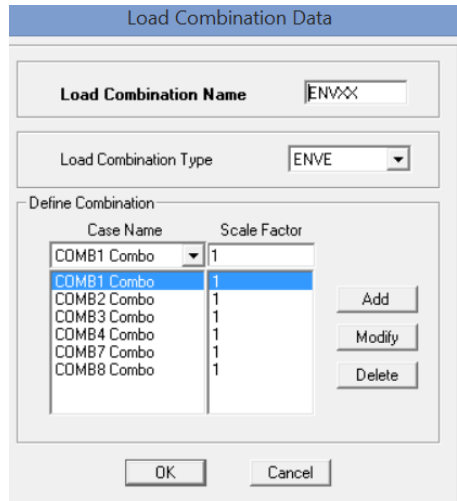 Load Combination Data
Load Combination Name ENVXX
Load Combination Type ENVE
Define Combination
Case Name Scale Factor
COMB1 Combo 1
COMB1 Combo 1
COMB2 Combo 1
COMB3 Combo 1
COMB4 Combo 1
COMB7 Combo 1
COMB8 Combo 1
Add
Modify
Delete
OK Cancel